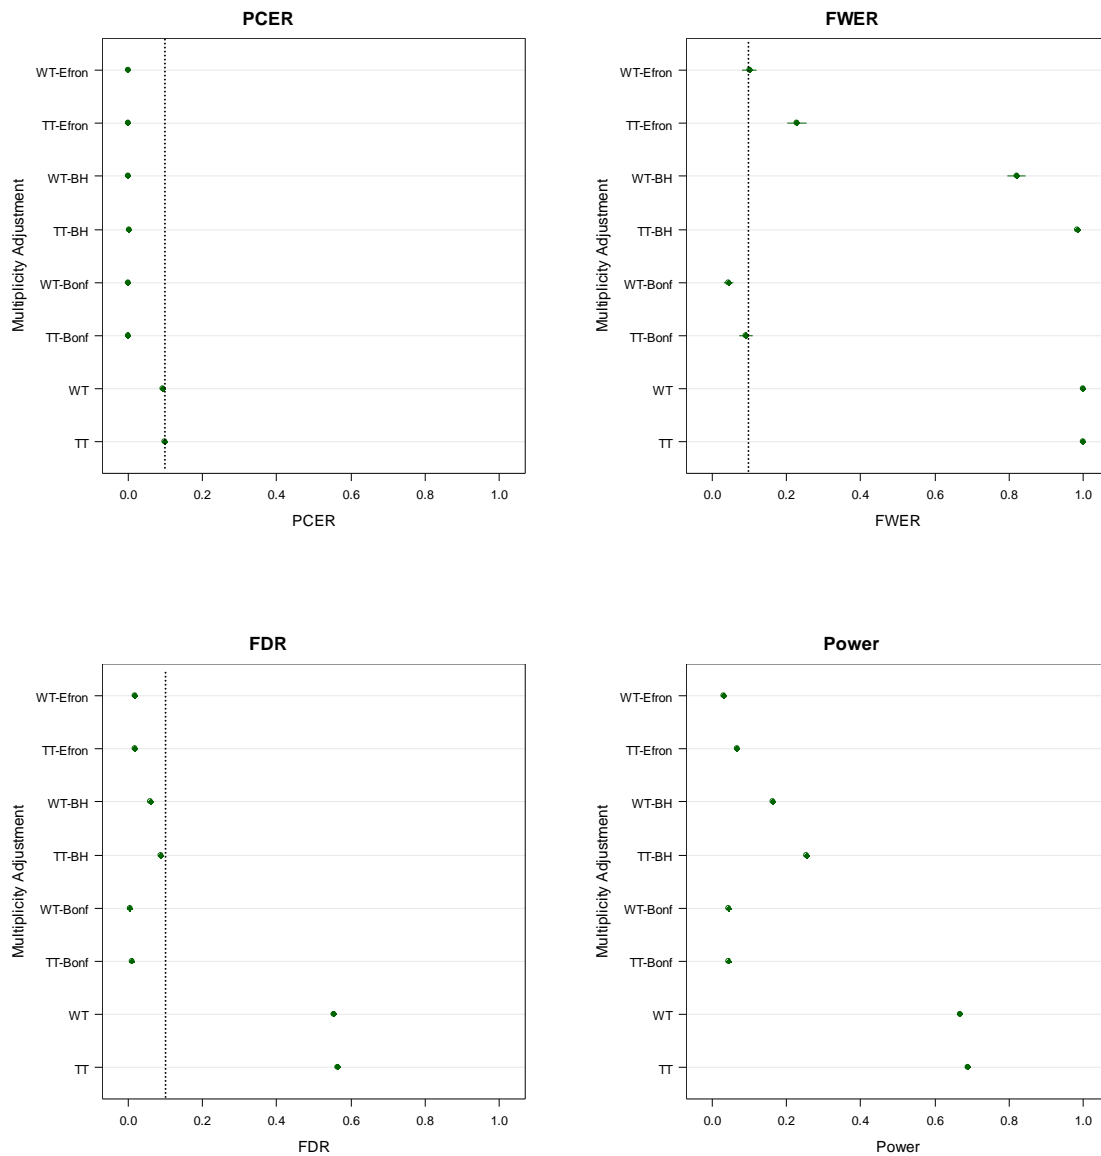 PCER
Multiplicity Adjustment
WT-Efron
TT-Efron
WT-BH
TT-BH
WT-Bonf
TT-Bonf
WT
TT
0.0 0.2 0.4 0.6 0.8 1.0
PCER
FWER
Multiplicity Adjustment
WT-Efron
TT-Efron
WT-BH
TT-BH
WT-Bonf
TT-Bonf
WT
TT
0.0 0.2 0.4 0.6 0.8 1.0
FWER
FDR
Multiplicity Adjustment
WT-Efron
TT-Efron
WT-BH
TT-BH
WT-Bonf
TT-Bonf
WT
TT
0.0 0.2 0.4 0.6 0.8 1.0
FDR
Power
Multiplicity Adjustment
WT-Efron
TT-Efron
WT-BH
TT-BH
WT-Bonf
TT-Bonf
WT
TT
0.0 0.2 0.4 0.6 0.8 1.0
Power